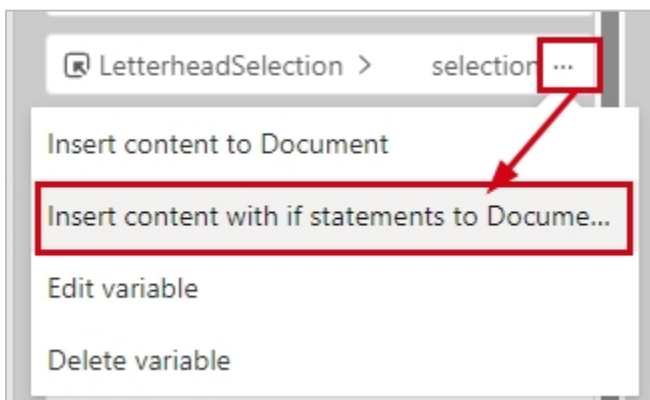 LetterheadSelection > selection ...
Insert content to Document
Insert content with if statements to Docume...
Edit variable
Delete variable